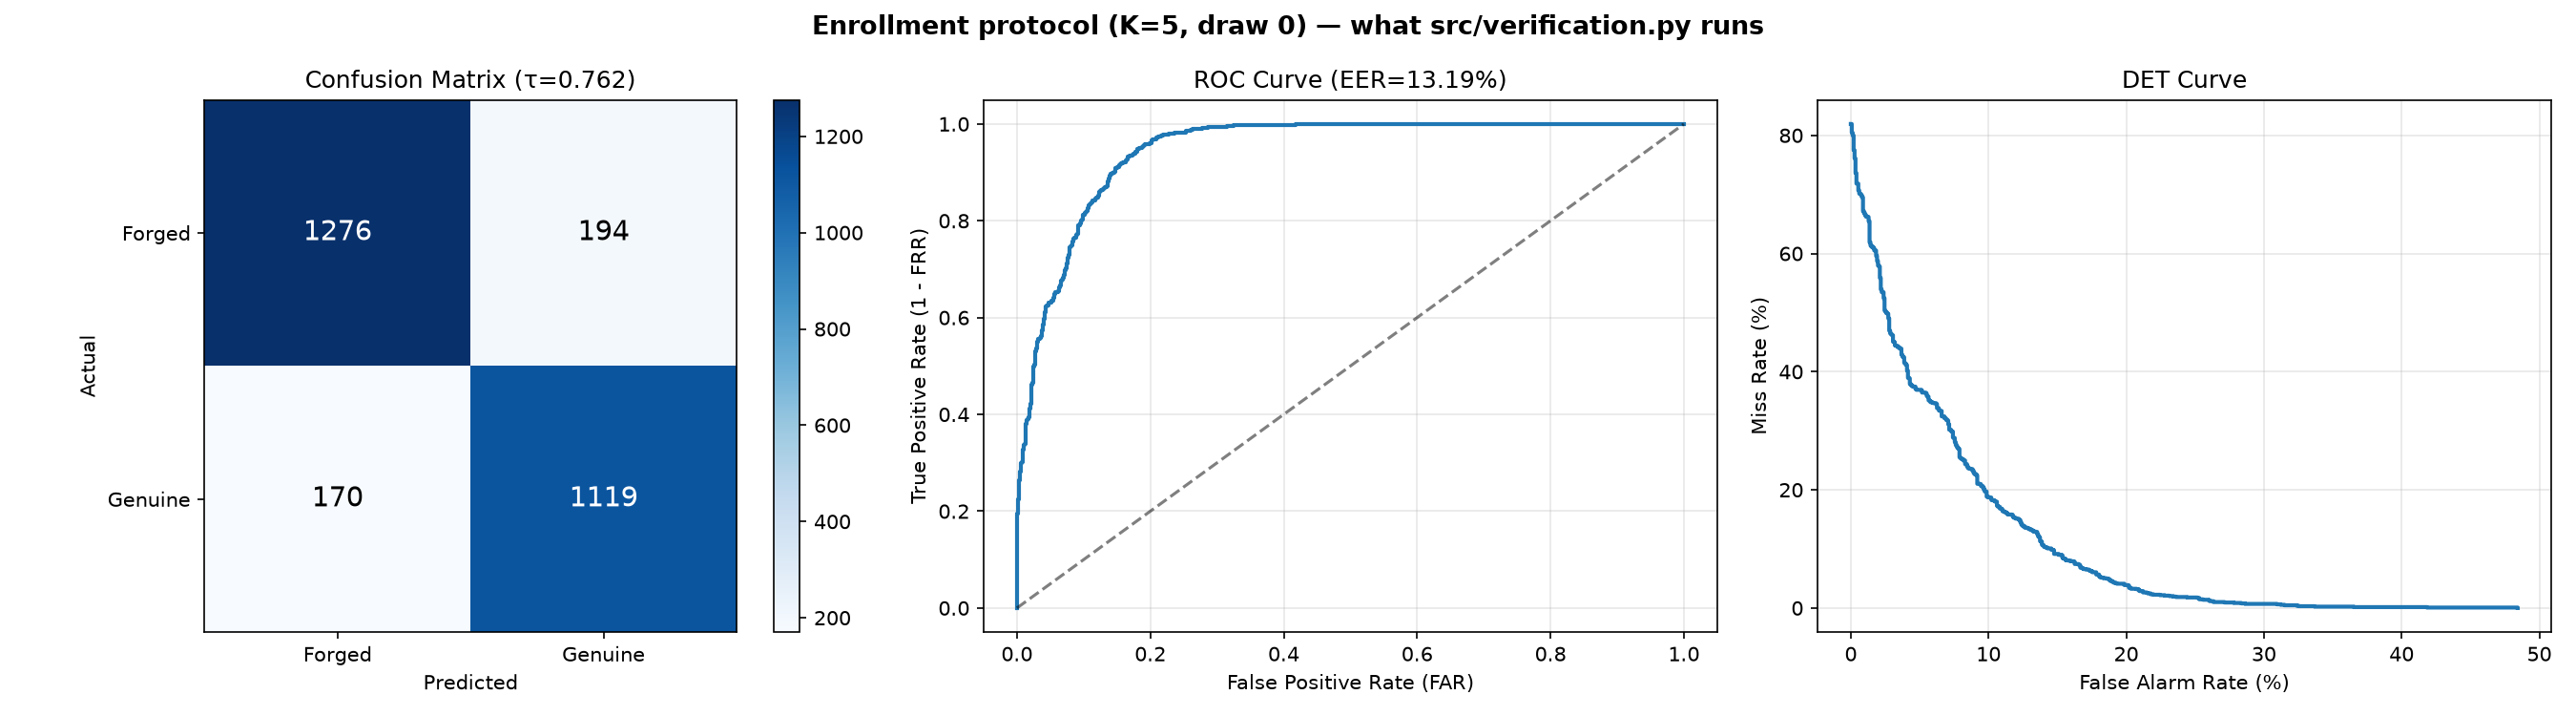 Enrollment protocol (K=5, draw 0) — what src/verification.py runs
Confusion Matrix (τ=0.762)
Actual
Forged
Genuine
1276
194
170
1119
Forged
Genuine
Predicted
1200
1000
800
600
400
200
ROC Curve (EER=13.19%)
True Positive Rate (1 - FRR)
1.0
0.8
0.6
0.4
0.2
0.0
0.0
0.2
0.4
0.6
0.8
1.0
False Positive Rate (FAR)
DET Curve
Miss Rate (%)
80
60
40
20
0
0
10
20
30
40
50
False Alarm Rate (%)